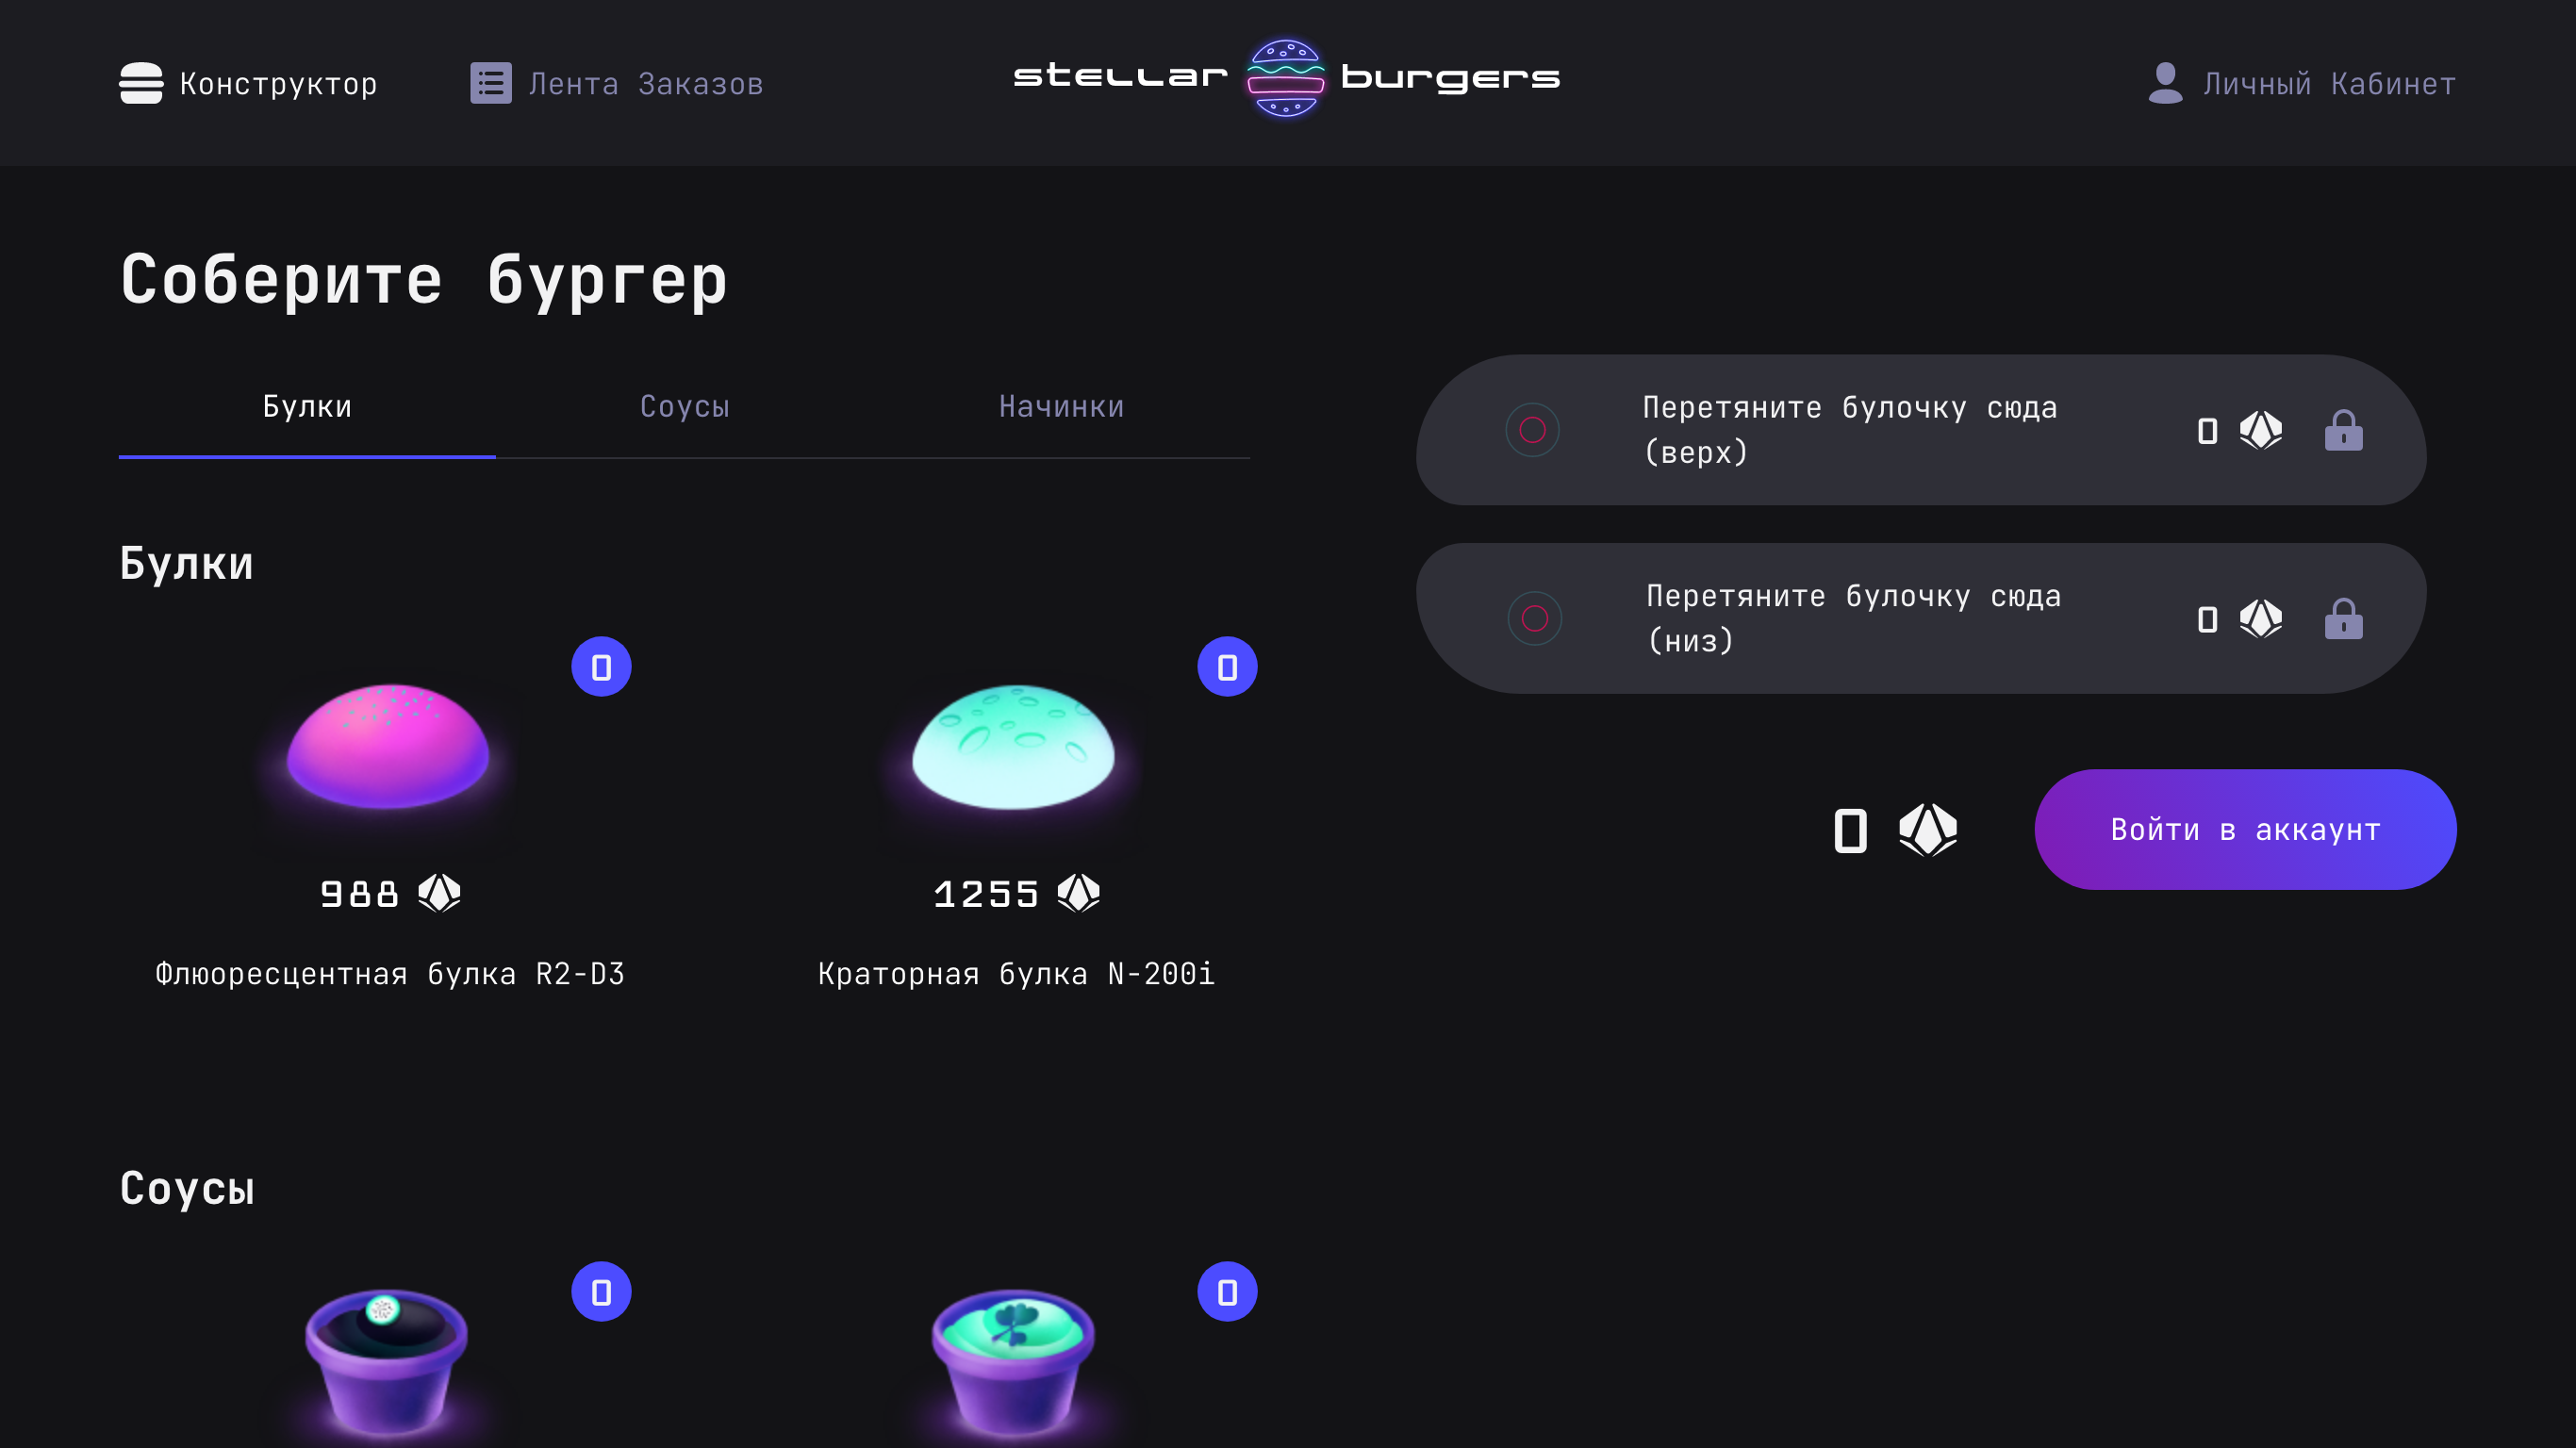 Конструктор
Лента Заказов
stellar burgers
Личный Кабинет
Соберите бургер
Булки
Соусы
Начинки
Булки
0
0
988
1255
Флюоресцентная булка R2-D3
Краторная булка N-200i
Соусы
0
0
Перетяните булочку сюда
(верх)
0
Перетяните булочку сюда
(низ)
0
0
Войти в аккаунт